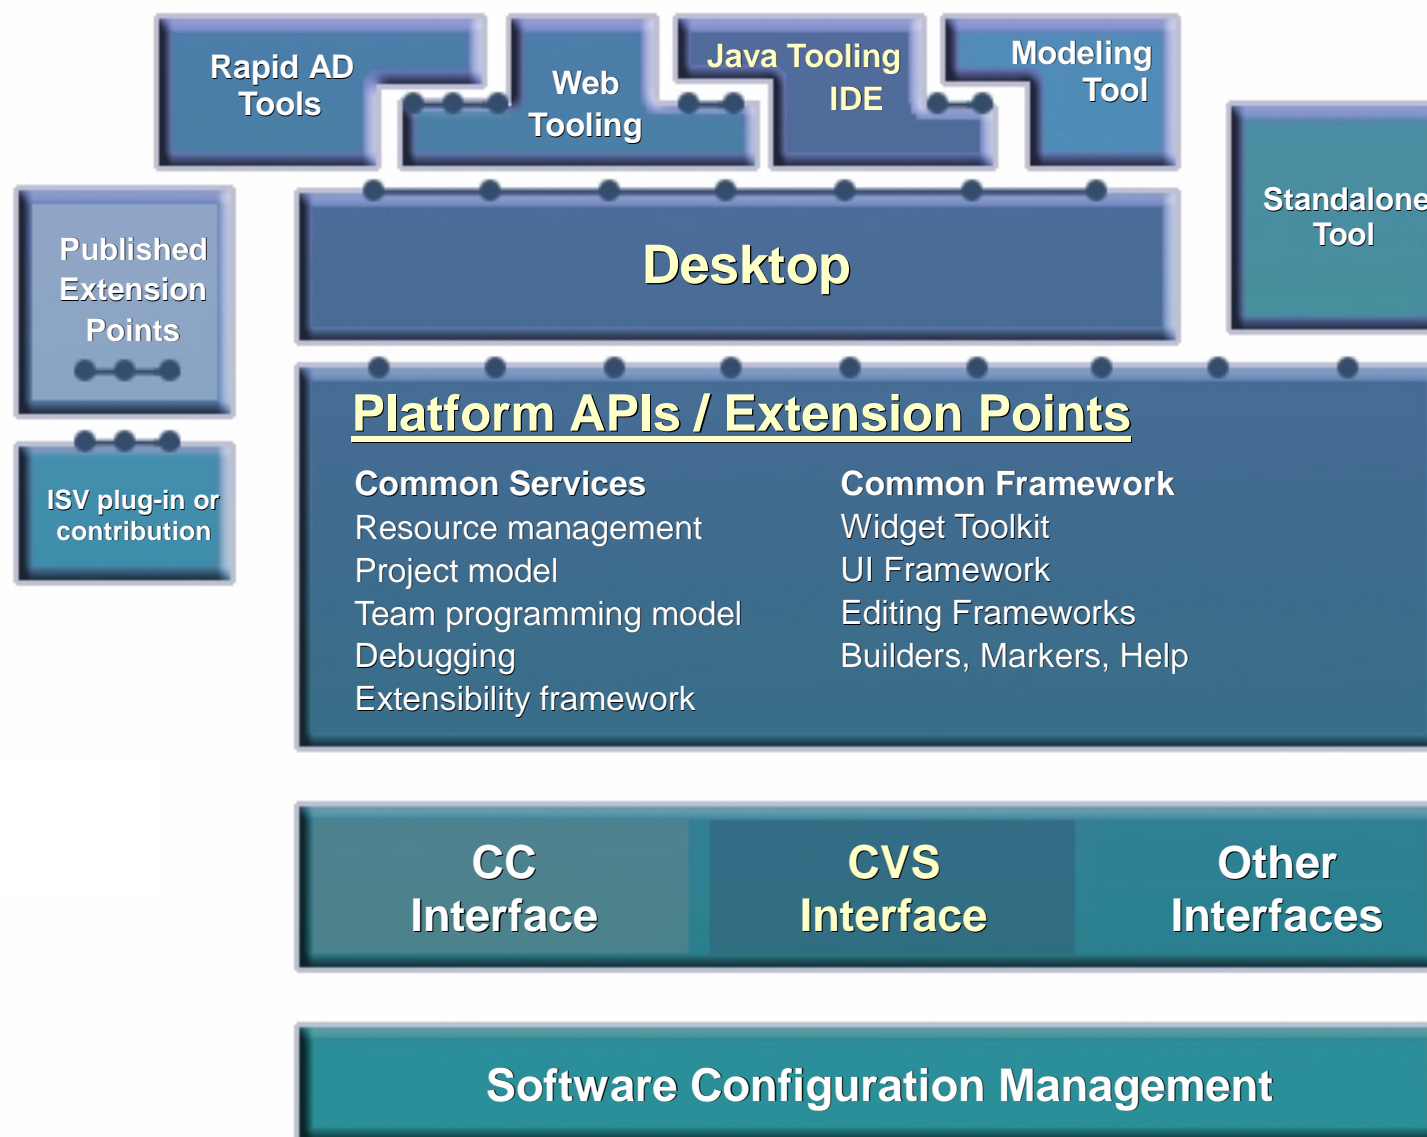 Rapid AD
Tools
Web
Tooling
Java Tooling
IDE
Modeling
Tool
Standalone
Tool
Published
Extension
Points
Desktop
ISV plug-in or
contribution
Platform APIs / Extension Points
Common Services
Resource management
Project model
Team programming model
Debugging
Extensibility framework
Common Framework
Widget Toolkit
UI Framework
Editing Frameworks
Builders, Markers, Help
CC
Interface
CVS
Interface
Other
Interfaces
Software Configuration Management